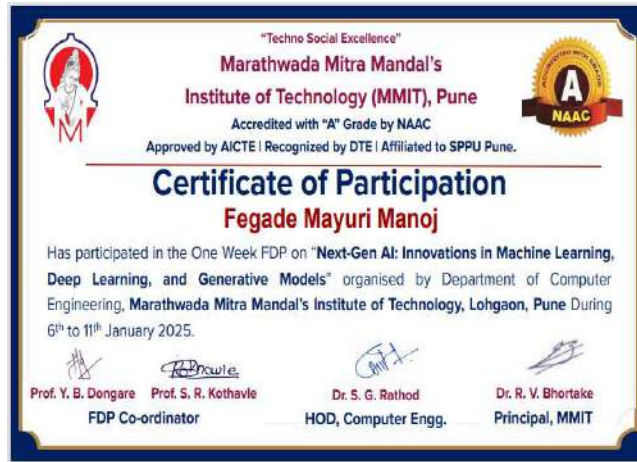 "Techno Social Excellence"
Marathwada Mitra Mandal's
Institute of Technology (MMIT), Pune
Accredited with "A" Grade by NAAC
Approved by AICTE I Recognized by DTE I Affiliated to SPPU Pune.
ACCREDITED WITH GRADE
A
NAAC
M
Certificate of Participation
Fegade Mayuri Manoj
Has participated in the One Week FDP on "Next-Gen AI: Innovations in Machine Learning,
Deep Learning, and Generative Models" organised by Department of Computer
Engineering, Marathwada Mitra Mandal's Institute of Technology, Lohgaon, Pune During
6th to 11th January 2025.
Prof. Y. B. Dongare Prof. S. R. Kothavle Dr. S. G. Rathod Dr. R. V. Bhortake
FDP Co-ordinator HOD, Computer Engg. Principal, MMIT